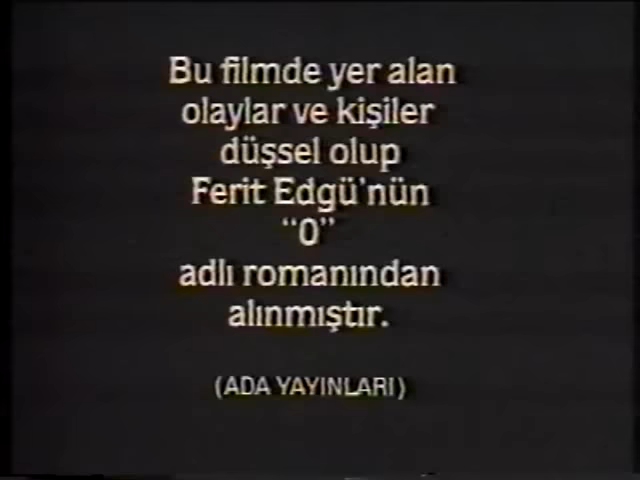 Bu filmde yer alan
olaylar ve kişiler
düşsel olup
Ferit Edgü'nün
"O"
adlı romanından
alınmıştır.
(ADA YAYINLARI)